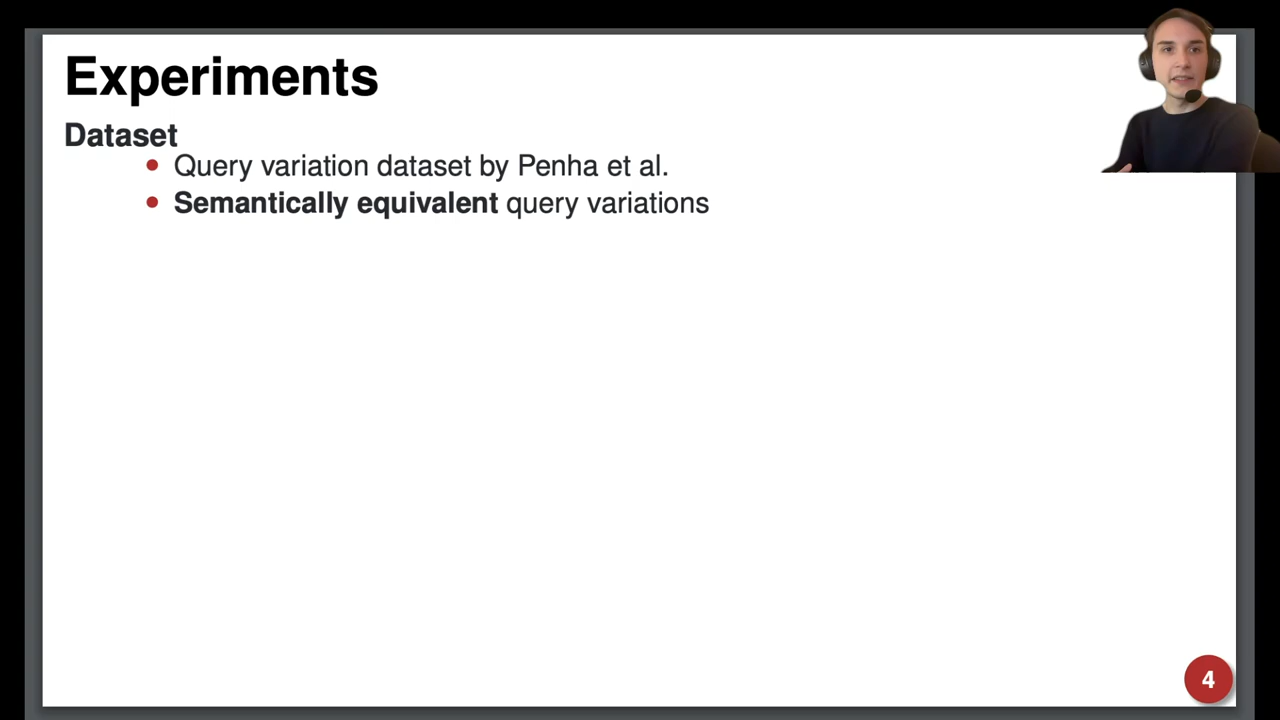 Experiments
Dataset
Query variation dataset by Penha et al.
Semantically equivalent query variations
4